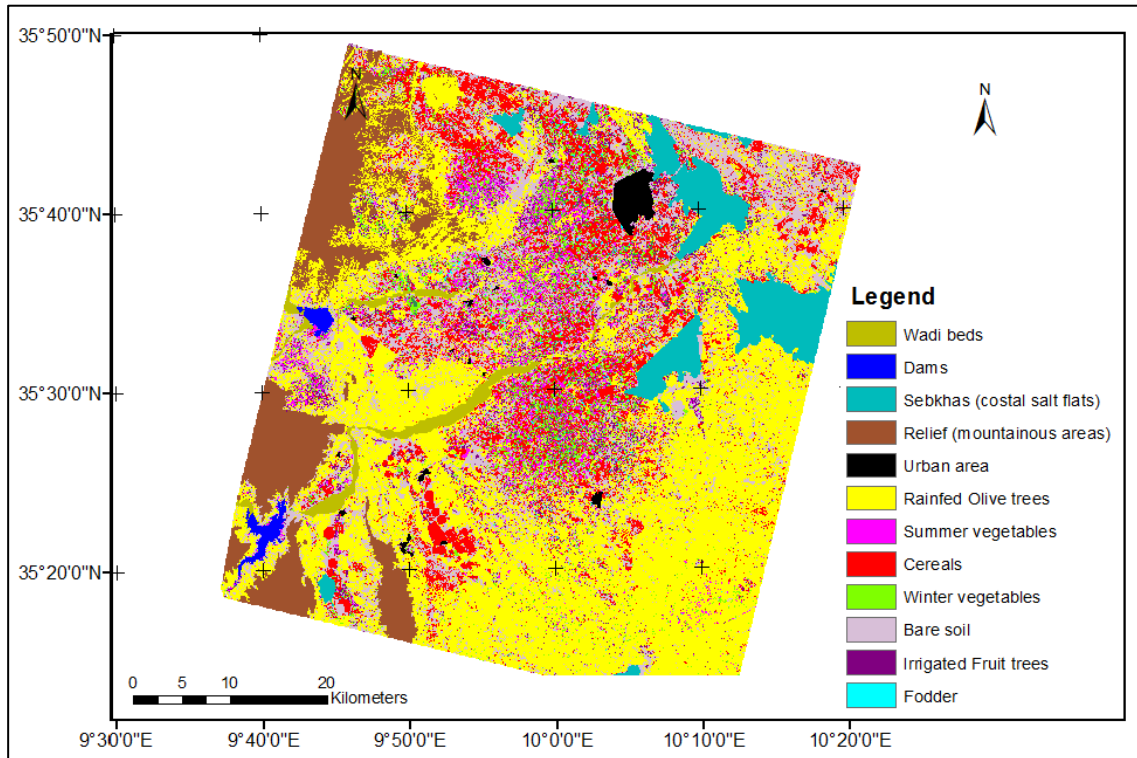 35°50'0"N
N
N
35°40'0"N
35°30'0"N
35°20'0"N
Legend
Wadi beds
Dams
Sebkhas (costal salt flats)
Relief (mountainous areas)
Urban area
Rainfed Olive trees
Summer vegetables
Cereals
Winter vegetables
Bare soil
Irrigated Fruit trees
Fodder
0 5 10 20
Kilometers
9°30'0"E 9°40'0"E 9°50'0"E 10°0'0"E 10°10'0"E 10°20'0"E